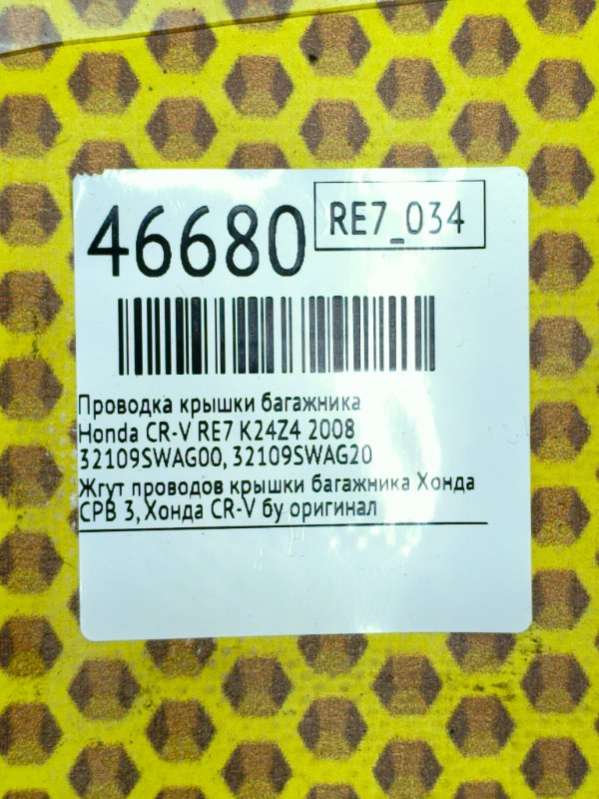 46680
RE7_034
Проводка крышки багажника
Honda CR-V RE7 K24Z4 2008
32109SWAG00, 32109SWAG20
Жгут проводов крышки багажника Хонда
СРВ 3, Хонда CR-V бу оригинал